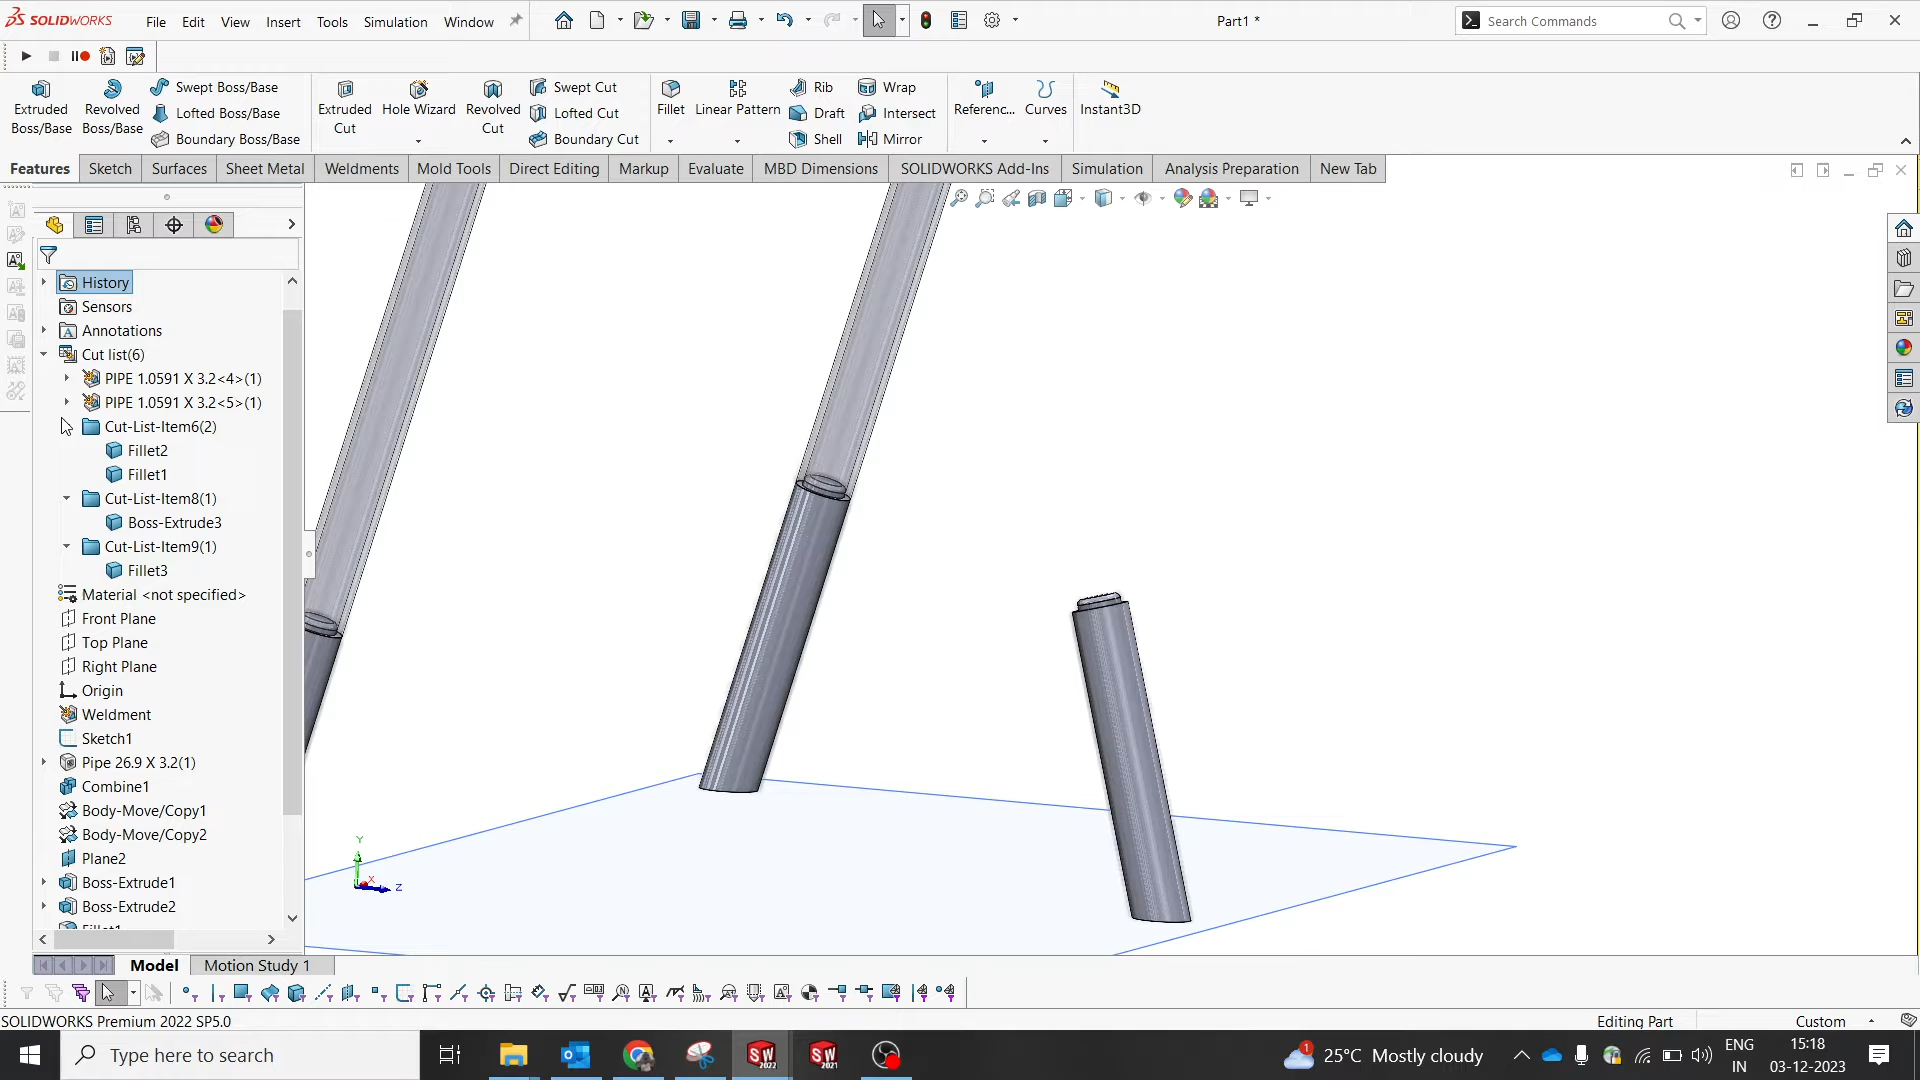 SOLIDWORKS File Edit View Insert Tools Simulation Window Part1 * Search Commands
Extruded Boss/Base
Revolved Boss/Base
Swept Boss/Base
Lofted Boss/Base
Boundary Boss/Base
Extruded Cut
Hole Wizard
Revolved Cut
Swept Cut
Lofted Cut
Boundary Cut
Fillet
Linear Pattern
Rib
Draft
Shell
Wrap
Intersect
Mirror
Referenc...
Curves
Instant3D
Features Sketch Surfaces Sheet Metal Weldments Mold Tools Direct Editing Markup Evaluate MBD Dimensions SOLIDWORKS Add-Ins Simulation Analysis Preparation New Tab
History
Sensors
Annotations
Cut list(6)
PIPE 1.0591 X 3.2<4>(1)
PIPE 1.0591 X 3.2<5>(1)
Cut-List-Item6(2)
Fillet2
Fillet1
Cut-List-Item8(1)
Boss-Extrude3
Cut-List-Item9(1)
Fillet3
Material <not specified>
Front Plane
Top Plane
Right Plane
Origin
Weldment
Sketch1
Pipe 26.9 X 3.2(1)
Combine1
Body-Move/Copy1
Body-Move/Copy2
Plane2
Boss-Extrude1
Boss-Extrude2
Y
X
Z
Model Motion Study 1
SOLIDWORKS Premium 2022 SP5.0 Editing Part Custom
Type here to search
SW 2022
SW 2021
1
25°C Mostly cloudy
ENG
IN
15:18
03-12-2023